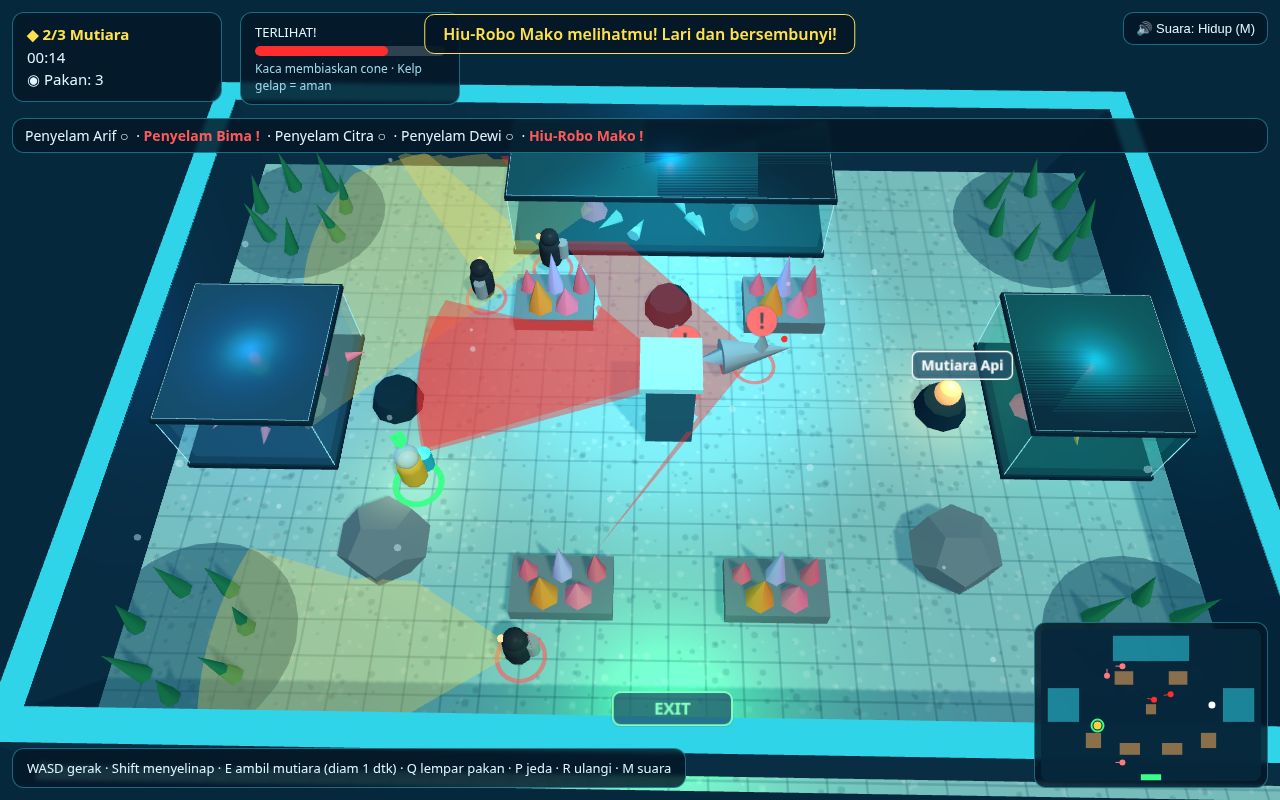 ◆ 2/3 Mutiara
00:14
◉ Pakan: 3
TERLIHAT!
Kaca membiaskan cone · Kelp
gelap = aman
Hiu-Robo Mako melihatmu! Lari dan bersembunyi!
🔊 Suara: Hidup (M)
Penyelam Arif ○ · Penyelam Bima ! · Penyelam Citra ○ · Penyelam Dewi ○ · Hiu-Robo Mako !
!
!
Mutiara Api
EXIT
WASD gerak · Shift menyelinap · E ambil mutiara (diam 1 dtk) · Q lempar pakan · P jeda · R ulangi · M suara